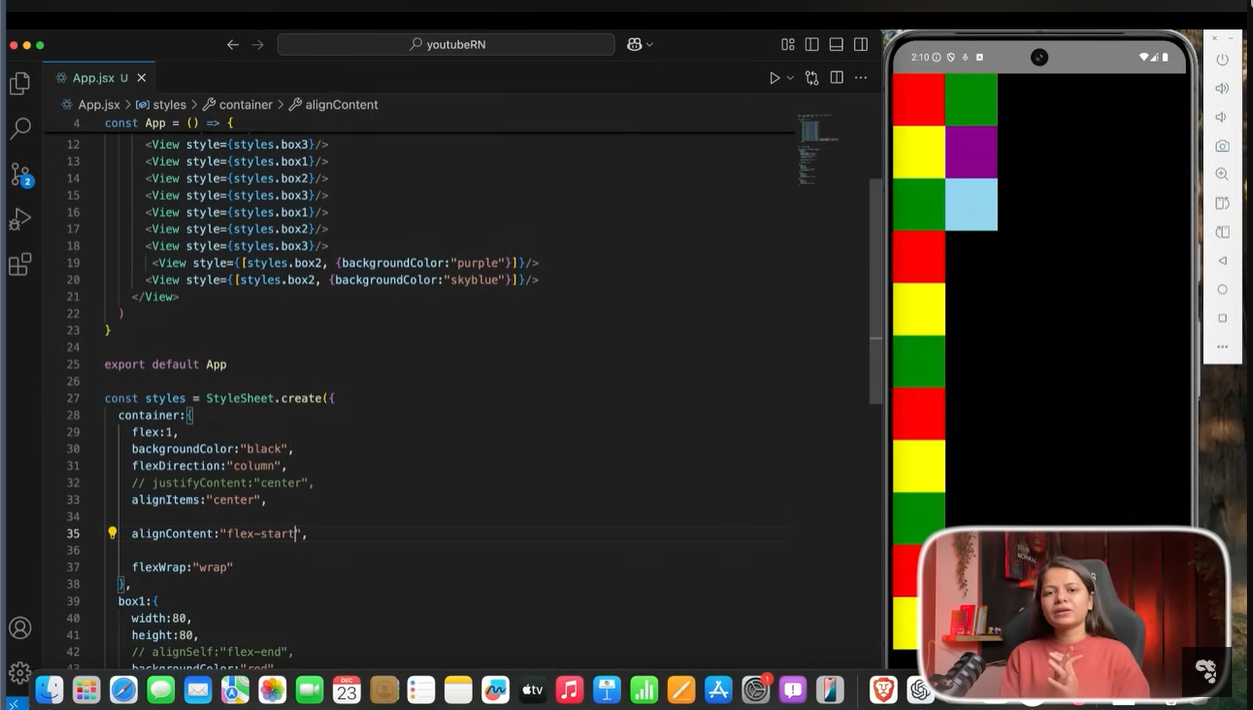 youtubeRN
2:10
App.jsx U
App.jsx > styles > container > alignContent
4 const App = () => {
12 <View style={styles.box3}/>
13 <View style={styles.box1}/>
14 <View style={styles.box2}/>
15 <View style={styles.box3}/>
16 <View style={styles.box1}/>
17 <View style={styles.box2}/>
18 <View style={styles.box3}/>
19 <View style={[styles.box2, {backgroundColor:"purple"}]}/>
20 <View style={[styles.box2, {backgroundColor:"skyblue"}]}/>
21 </View>
22 )
23 }
24
25 export default App
26
27 const styles = StyleSheet.create({
28 container:{
29 flex:1,
30 backgroundColor:"black",
31 flexDirection:"column",
32 // justifyContent:"center",
33 alignItems:"center",
34
35 alignContent:"flex-start",
36
37 flexWrap:"wrap"
38 },
39 box1:{
40 width:80,
41 height:80,
42 // alignSelf:"flex-end",
43 backgroundColor:"red"
2
DEC
23
tv
1